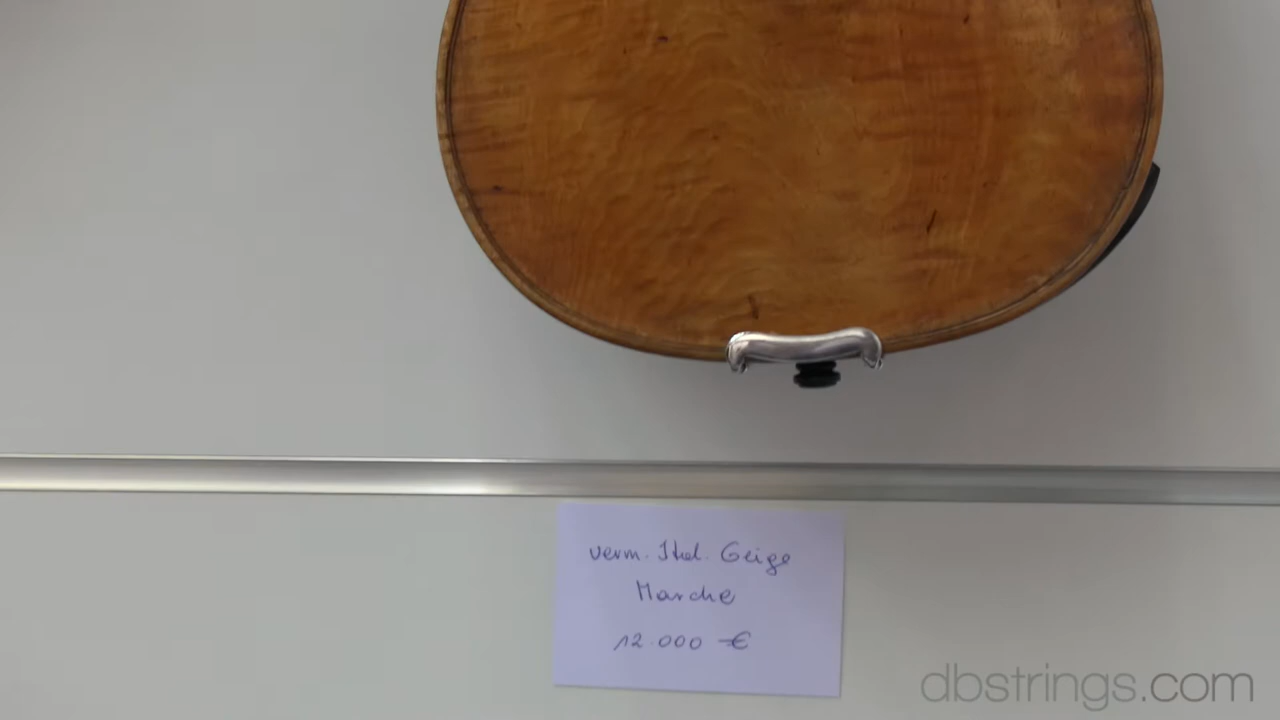 verm. Ital. Geige
Marche
12.000 €
dbstrings.com